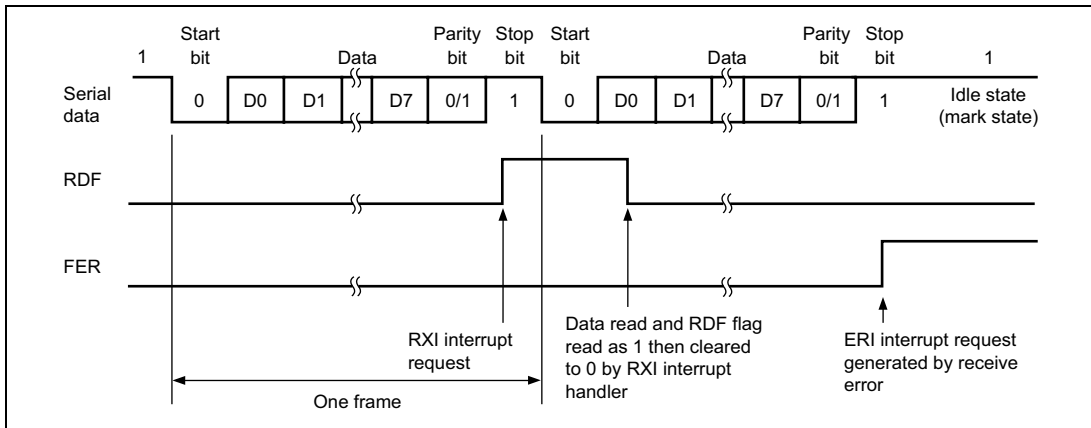 Start bit
Data
Parity bit
Stop bit
Start bit
Data
Parity bit
Stop bit
1
1
Serial data
0
D0
D1
D7
0/1
1
0
D0
D1
D7
0/1
1
Idle state
(mark state)
RDF
FER
RXI interrupt
request
Data read and RDF flag
read as 1 then cleared
to 0 by RXI interrupt
handler
ERI interrupt request
generated by receive
error
One frame